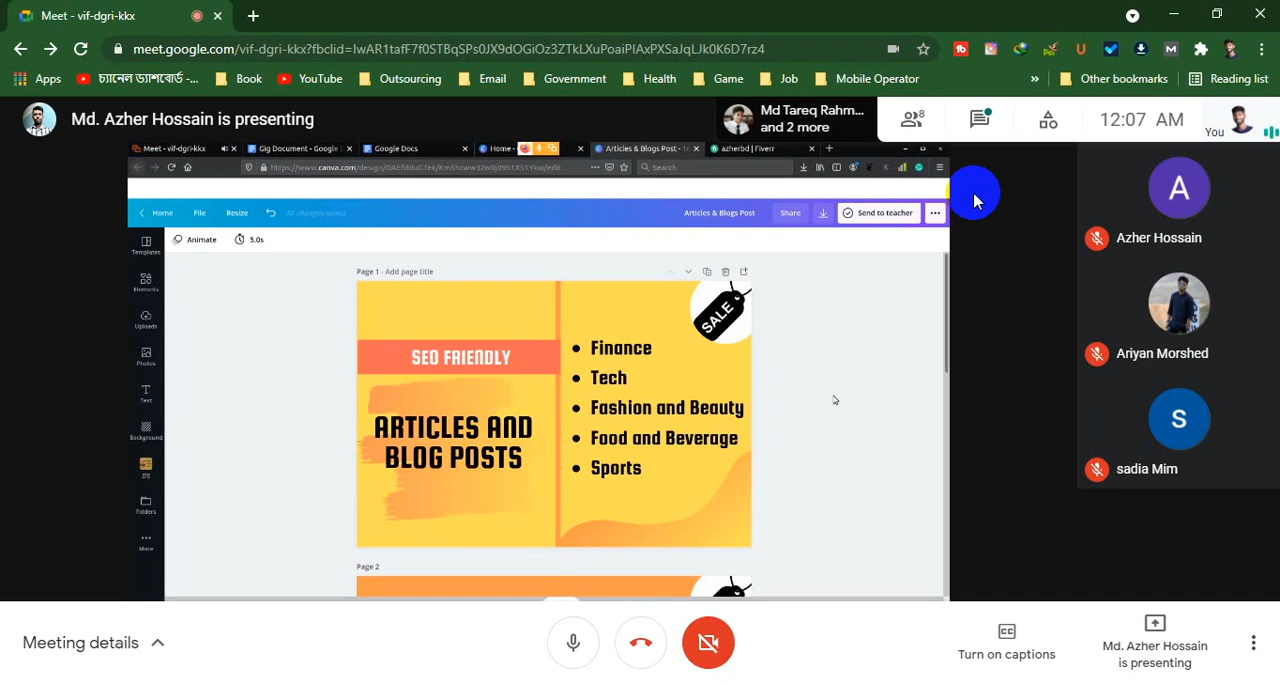 Meet - vif-dgri-kkx
meet.google.com/vif-dgri-kkx?fbclid=IwAR1tafF7f0STBqSPs0JX9dOGiOz3ZTkLXuPoaiPIAxPXSaJqLJk0K6D7rz4
Apps
চ্যানেল ড্যাশবোর্ড -...
Book
YouTube
Outsourcing
Email
Government
Health
Game
Job
Mobile Operator
»
Other bookmarks
Reading list
Md. Azher Hossain is presenting
Md Tareq Rahm...
and 2 more
8
12:07 AM
You
Meet - vif-dgri-kkx
Gig Document - Google
Google Docs
Home -
Articles & Blogs Post -
azherbd | Fiverr
Search
Home
File
Resize
All changes saved
Articles & Blogs Post
Share
Send to teacher
Animate
5.0s
Templates
Elements
Uploads
Photos
Text
Background
Folders
More
Page 1 - Add page title
SALE
SEO FRIENDLY
ARTICLES AND
BLOG POSTS
• Finance
• Tech
• Fashion and Beauty
• Food and Beverage
• Sports
Page 2
A
Azher Hossain
Ariyan Morshed
S
sadia Mim
Meeting details
CC
Turn on captions
Md. Azher Hossain
is presenting